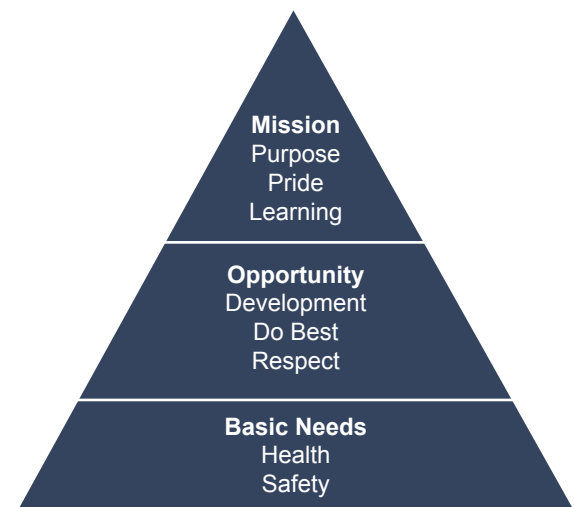 Mission
Purpose
Pride
Learning
Opportunity
Development
Do Best
Respect
Basic Needs
Health
Safety